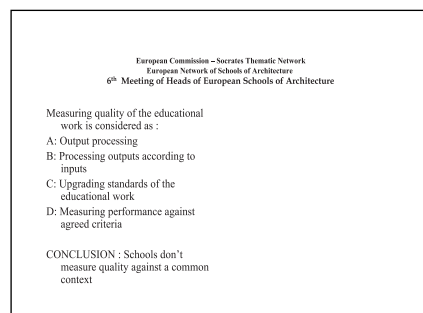 European Commission – Socrates Thematic Network
European Network of Schools of Architecture
6th Meeting of Heads of European Schools of Architecture
Measuring quality of the educational
work is considered as :
A: Output processing
B: Processing outputs according to
inputs
C: Upgrading standards of the
educational work
D: Measuring performance against
agreed criteria
CONCLUSION : Schools don't
measure quality against a common
context